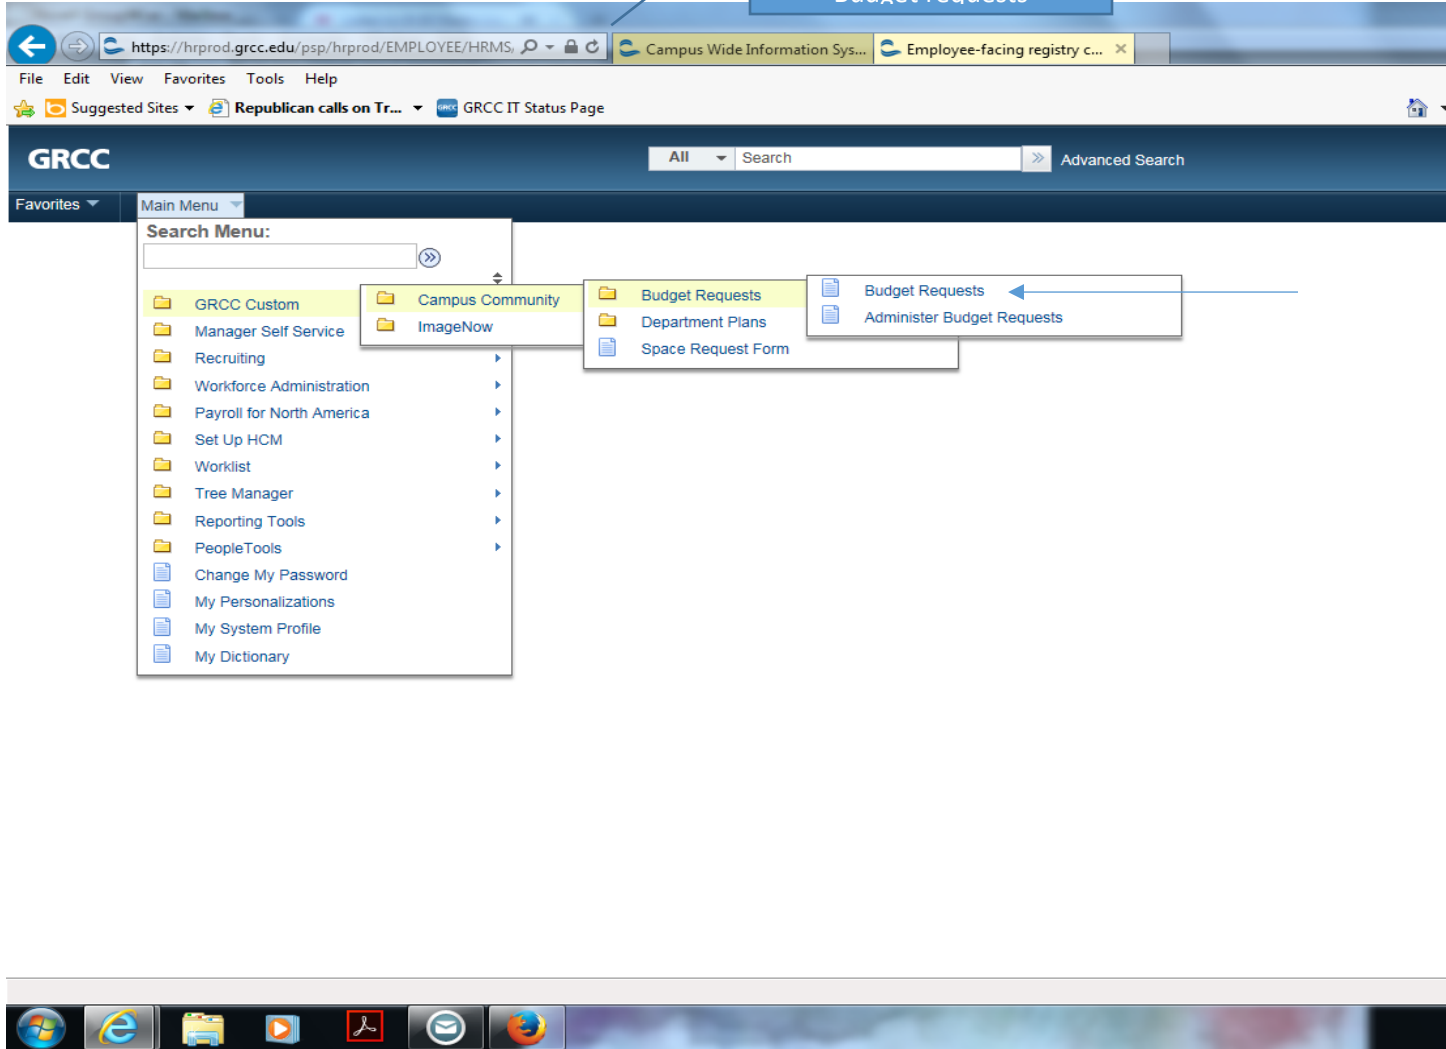 Budget requests
https://hrprod.grcc.edu/psp/hrprod/EMPLOYEE/HRMS,
Campus Wide Information Sys...
Employee-facing registry c...
File Edit View Favorites Tools Help
Suggested Sites
Republican calls on Tr...
GRCC IT Status Page
GRCC
All
Search
Advanced Search
Favorites
Main Menu
Search Menu:
GRCC Custom
Manager Self Service
Recruiting
Workforce Administration
Payroll for North America
Set Up HCM
Worklist
Tree Manager
Reporting Tools
PeopleTools
Change My Password
My Personalizations
My System Profile
My Dictionary
Campus Community
ImageNow
Budget Requests
Department Plans
Space Request Form
Budget Requests
Administer Budget Requests